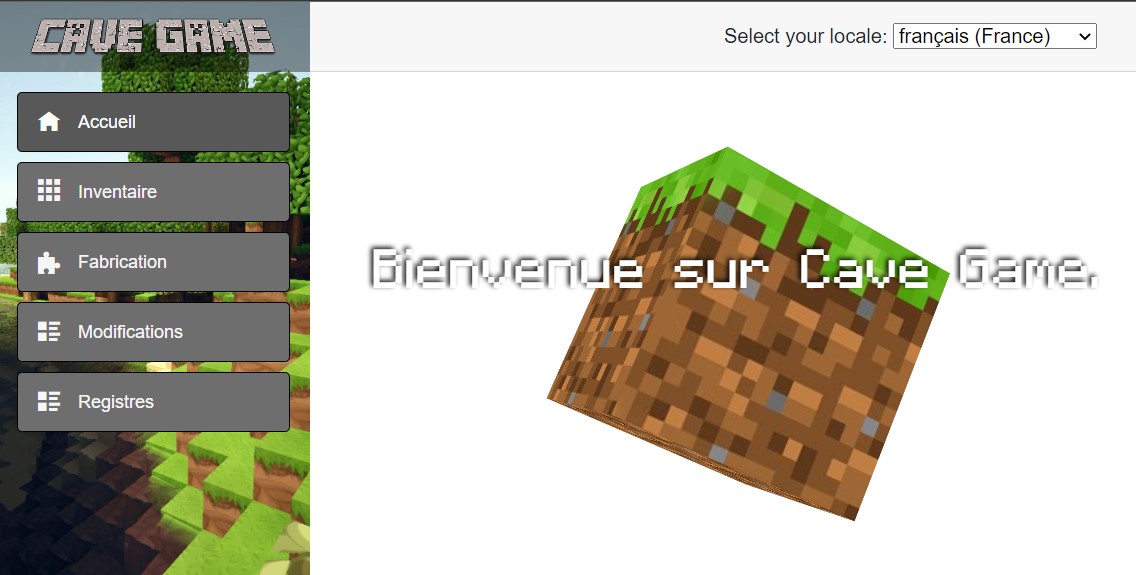 CAVE GAME
Select your locale: français (France)
Accueil
Inventaire
Fabrication
Modifications
Registres
Bienvenue sur Cave Game.